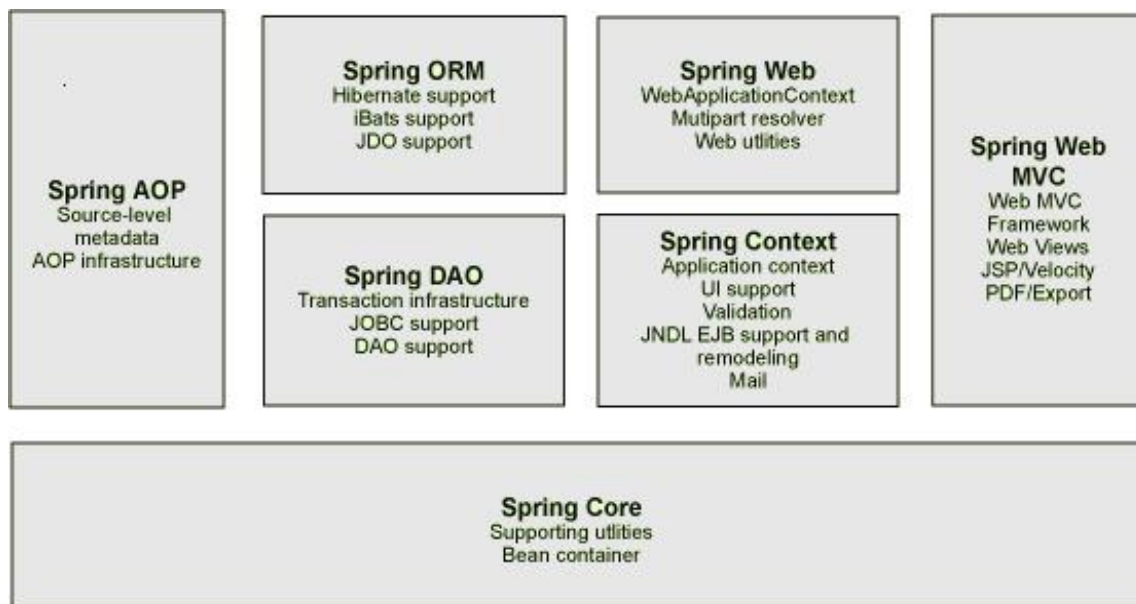 Spring AOP
Source-level
metadata
AOP infrastructure
Spring ORM
Hibernate support
iBats support
JDO support
Spring DAO
Transaction infrastructure
JOBC support
DAO support
Spring Web
WebApplicationContext
Mutipart resolver
Web utlities
Spring Context
Application context
UI support
Validation
JNDL EJB support and
remodeling
Mail
Spring Web
MVC
Web MVC
Framework
Web Views
JSP/Velocity
PDF/Export
Spring Core
Supporting utlities
Bean container